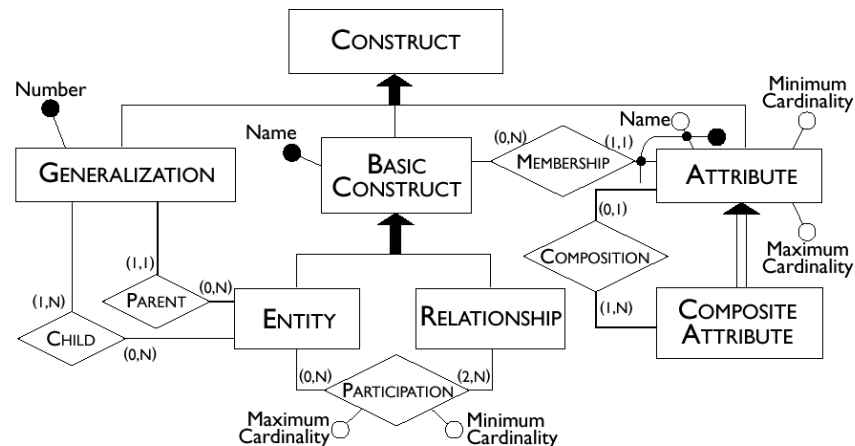 CONSTRUCT
Number
Minimum
Cardinality
Name
Name
(0,N)
(1,1)
GENERALIZATION
BASIC
CONSTRUCT
MEMBERSHIP
ATTRIBUTE
(0,1)
(1,1)
(0,N)
COMPOSITION
Maximum
Cardinality
(1,N)
PARENT
(1,N)
CHILD
(0,N)
ENTITY
RELATIONSHIP
COMPOSITE
ATTRIBUTE
(0,N)
PARTICIPATION
(2,N)
Maximum
Cardinality
Minimum
Cardinality